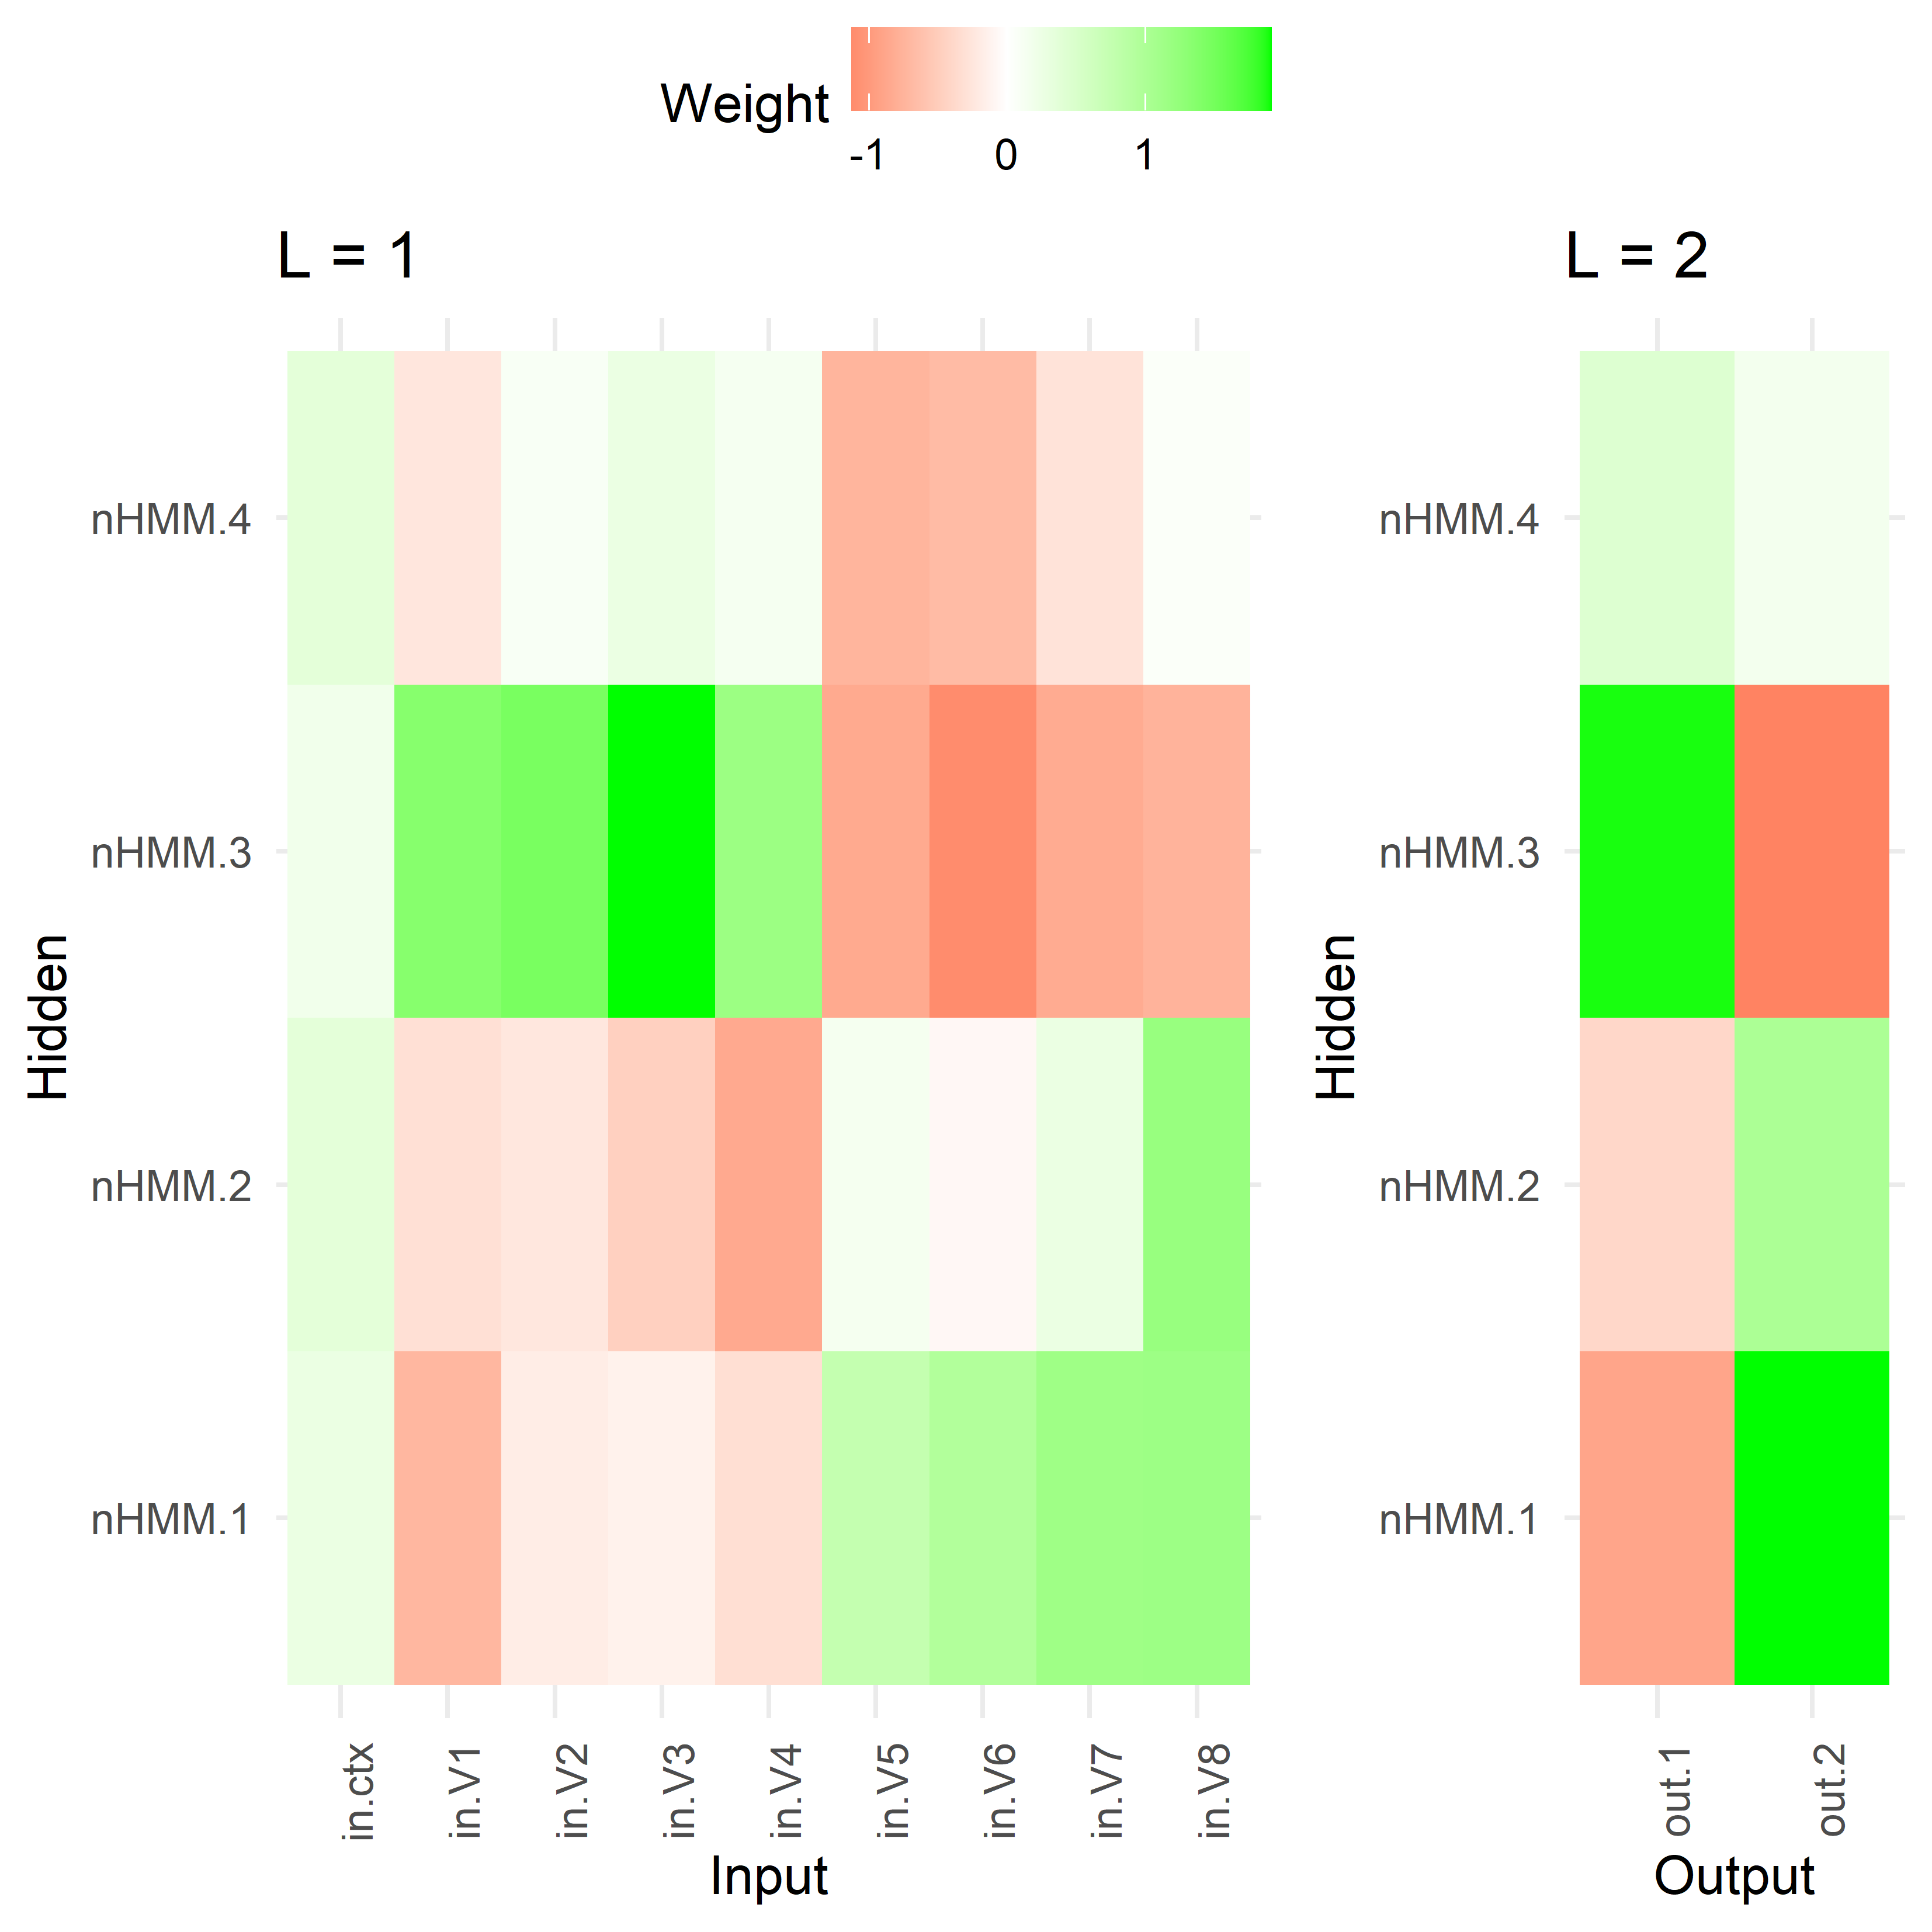 Weight
-1 0 1
L = 1
L = 2
Hidden
nHMM.4
nHMM.3
nHMM.2
nHMM.1
in.ctx
in.V1
in.V2
in.V3
in.V4
in.V5
in.V6
in.V7
in.V8
Input
Hidden
nHMM.4
nHMM.3
nHMM.2
nHMM.1
out.1
out.2
Output